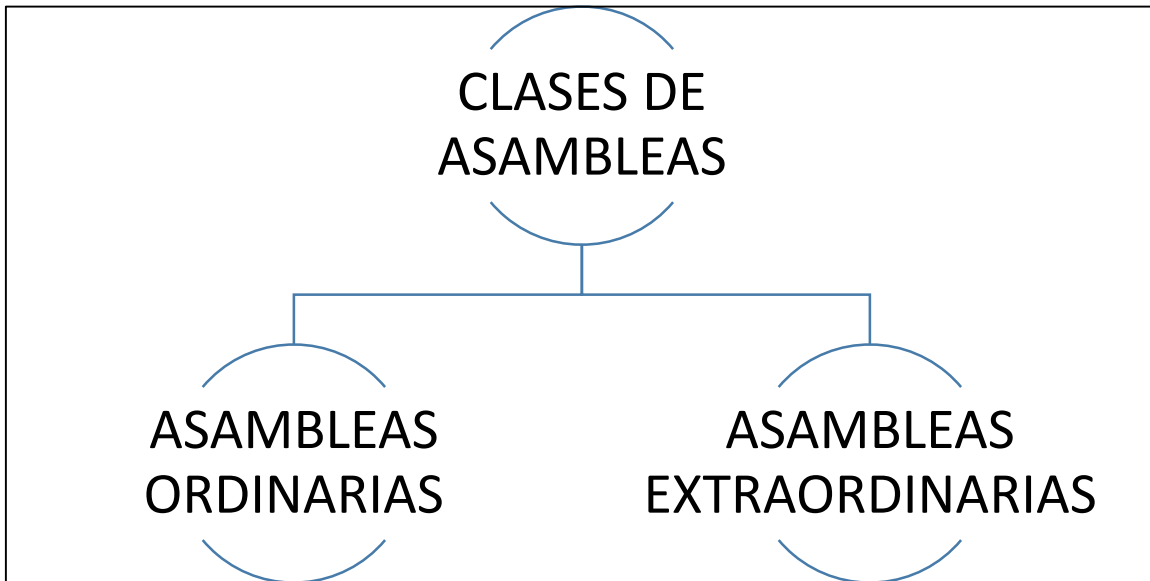 CLASES DE
ASAMBLEAS
ASAMBLEAS
ORDINARIAS
ASAMBLEAS
EXTRAORDINARIAS